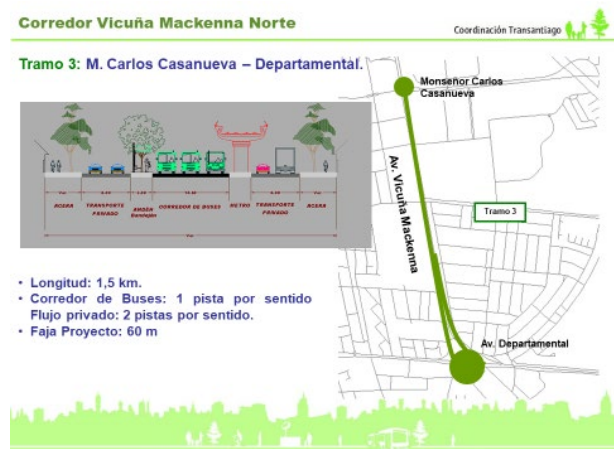 Corredor Vicuña Mackenna Norte
Coordinación Transantiago
Tramo 3: M. Carlos Casanueva – Departamental.
Monseñor Carlos
Casanueva
Av. Vicuña Mackenna
Tramo 3
ACERA
TRANSPORTE
PRIVADO
ANDEN
CORREDOR DE BUSES
METRO
TRANSPORTE
PRIVADO
ACERA
• Longitud: 1,5 km.
• Corredor de Buses: 1 pista por sentido
Flujo privado: 2 pistas por sentido.
• Faja Proyecto: 60 m
Av. Departamental